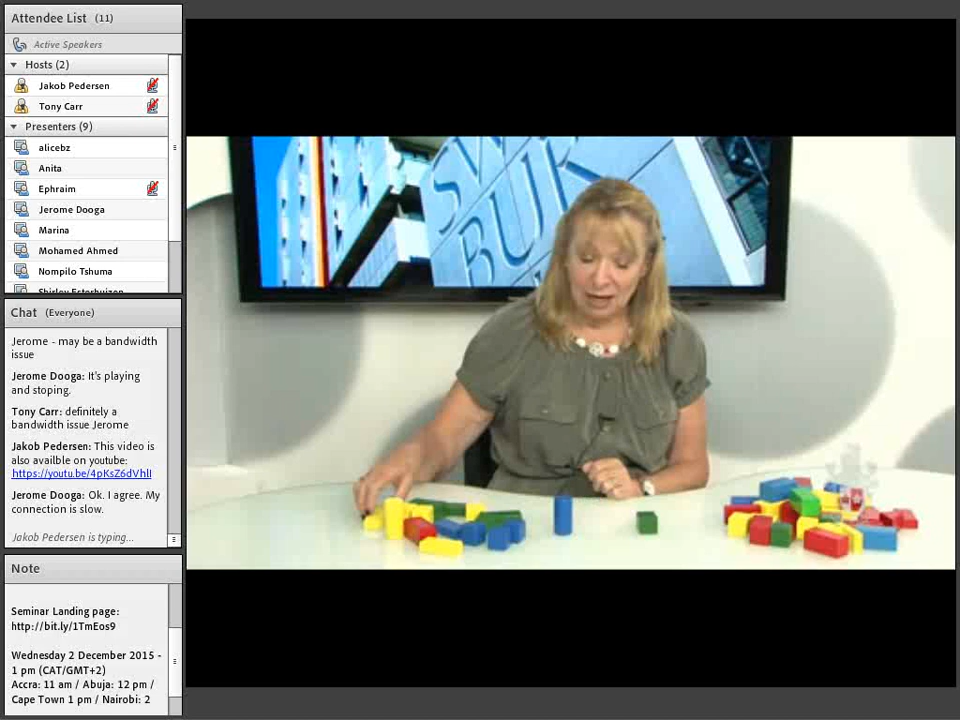 Attendee List (11)
Active Speakers
Hosts (2)
Jakob Pedersen
Tony Carr
Presenters (9)
alicebz
Anita
Ephraim
Jerome Dooga
Marina
Mohamed Ahmed
Nompilo Tshuma
Shirley Esterhuizen
Chat (Everyone)
Jerome - may be a bandwidth
issue
Jerome Dooga: It's playing
and stoping.
Tony Carr: definitely a
bandwidth issue Jerome
Jakob Pedersen: This video is
also availble on youtube:
https://youtu.be/4pKsZ6dVhlI
Jerome Dooga: Ok. I agree. My
connection is slow.
Jakob Pedersen is typing...
Note
Seminar Landing page:
http://bit.ly/1TmEos9
Wednesday 2 December 2015 -
1 pm (CAT/GMT+2)
Accra: 11 am / Abuja: 12 pm /
Cape Town 1 pm / Nairobi: 2